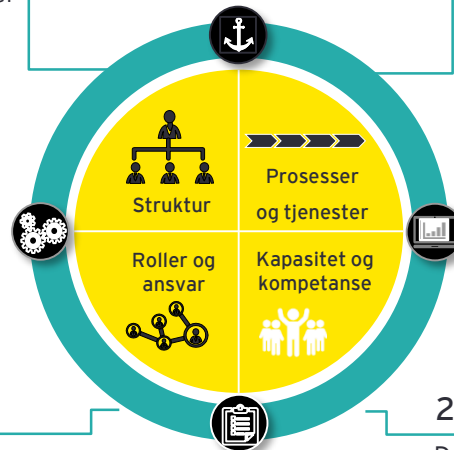 Struktur
Prosesser
og tjenester
Roller og
ansvar
Kapasitet og
kompetanse
2